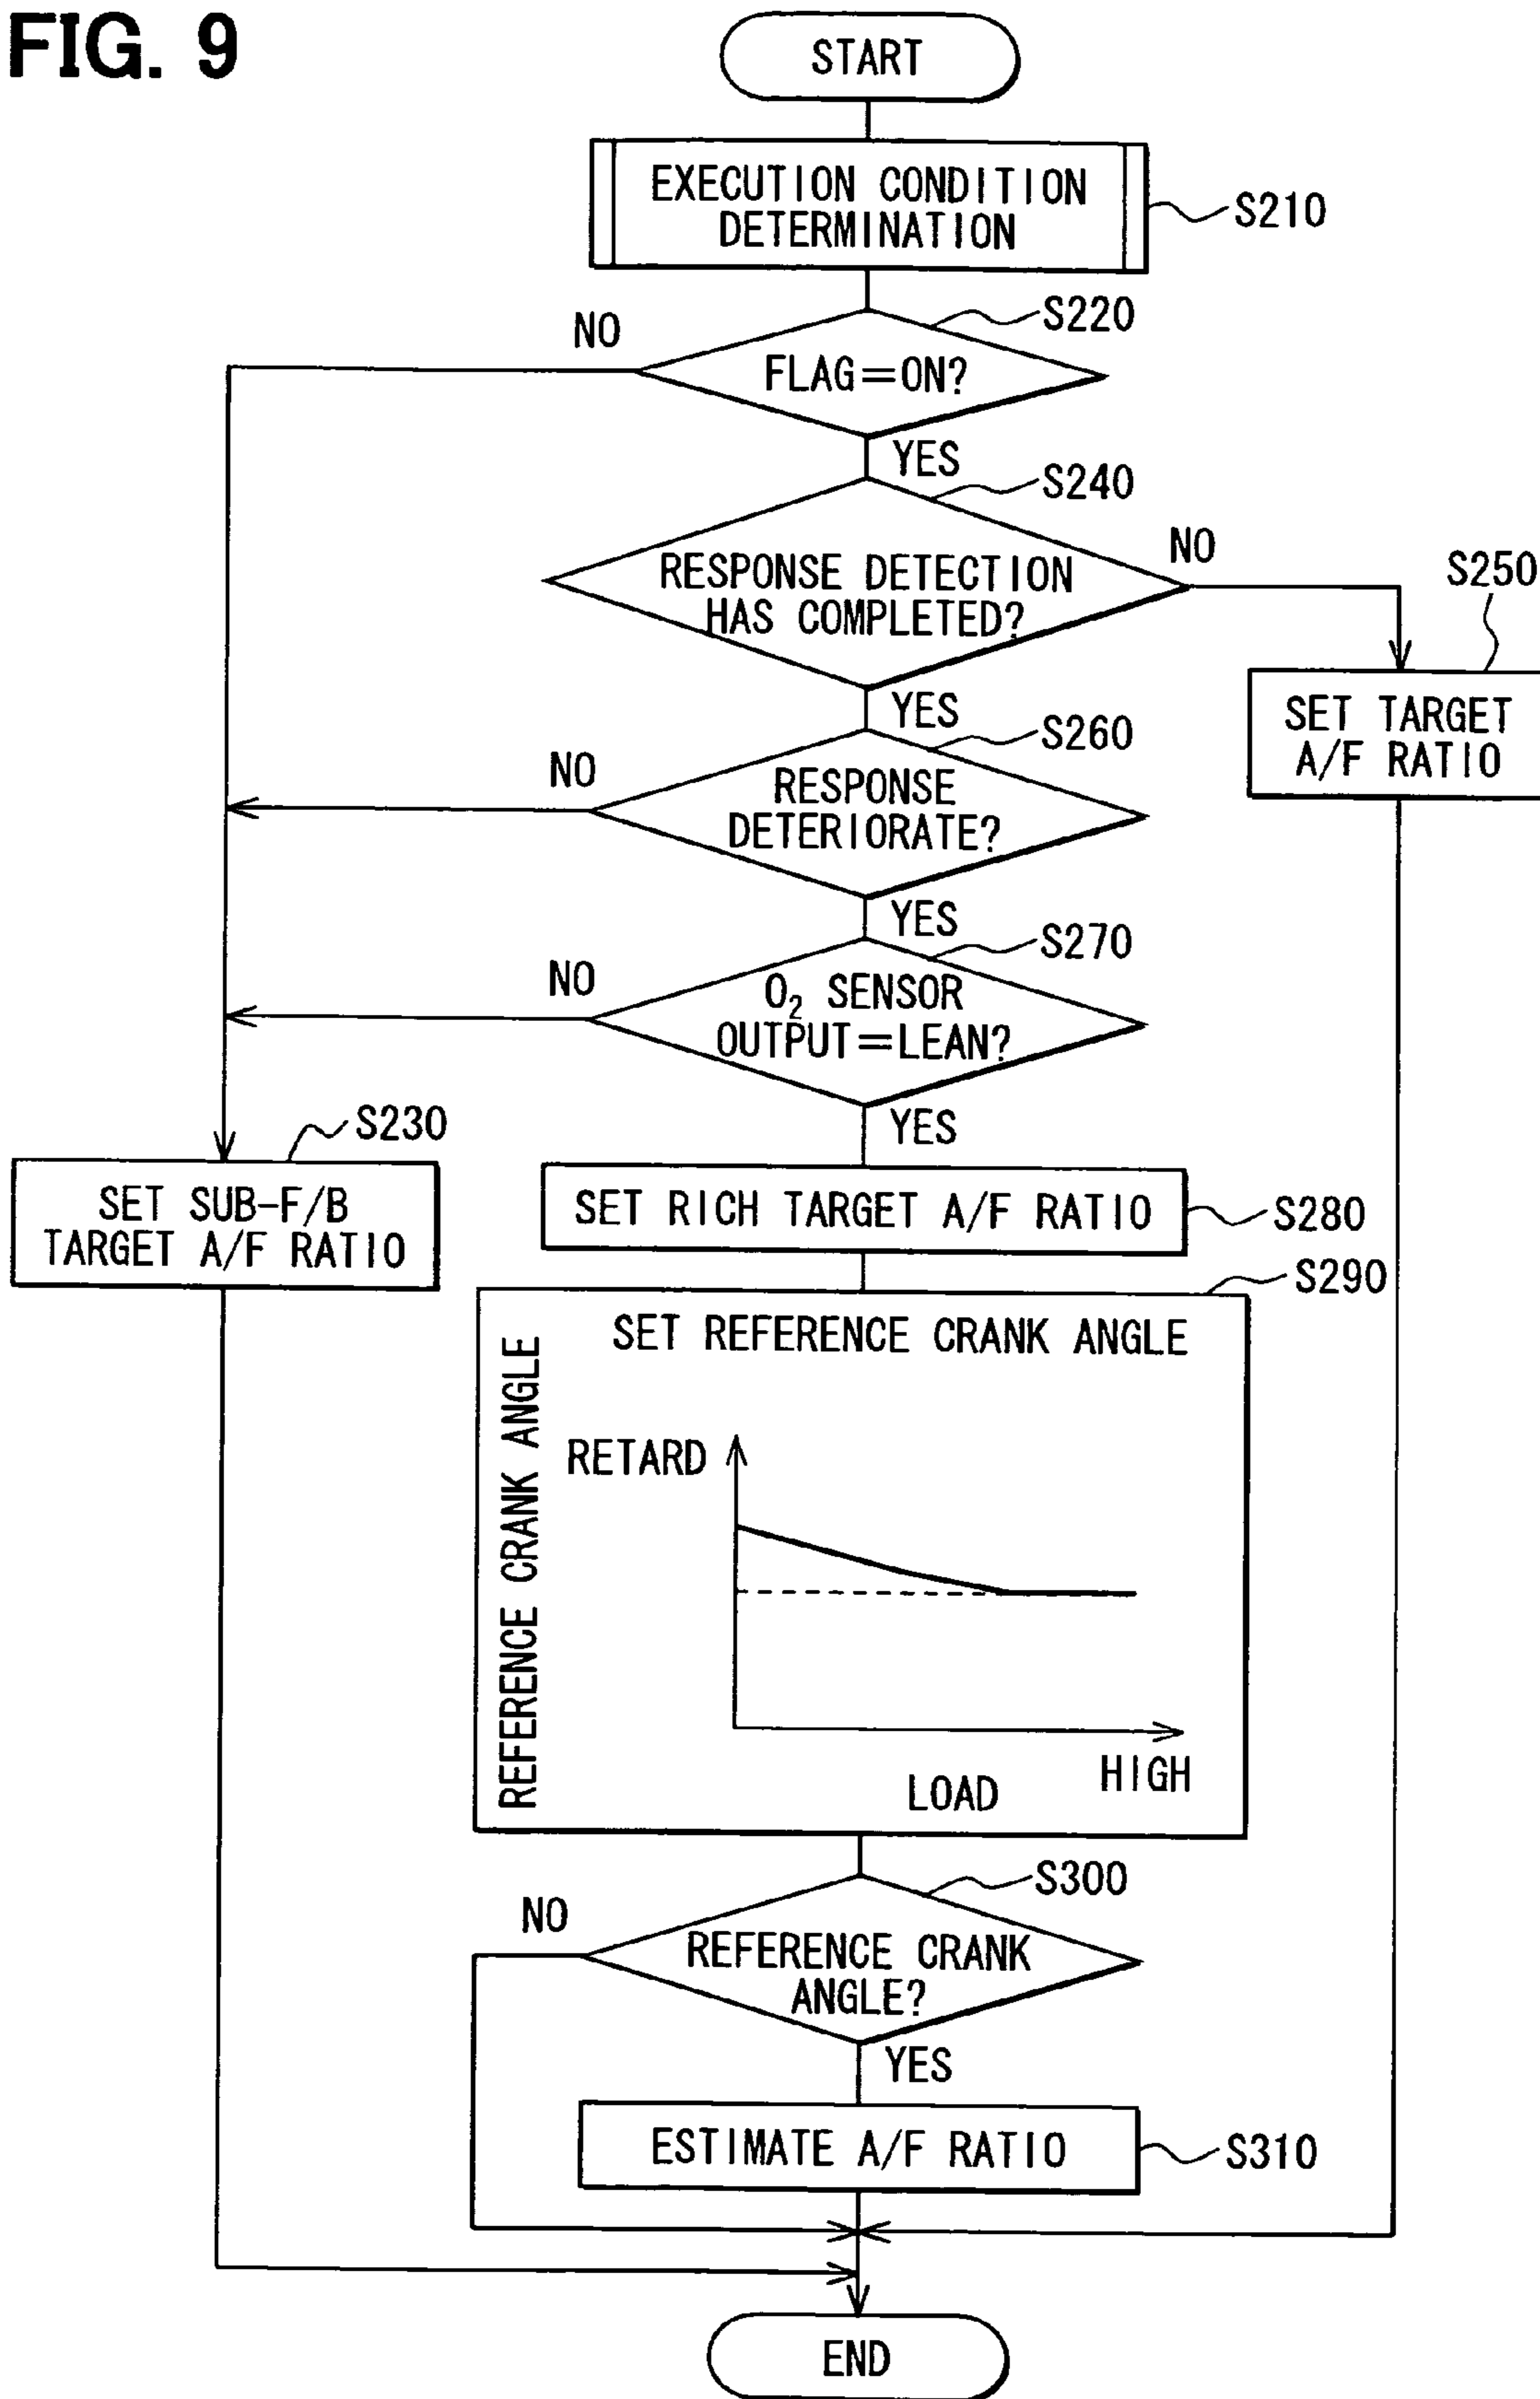 FIG. 9
START
EXECUTION CONDITION
DETERMINATION
S210
S220
NO
FLAG=ON?
YES
S240
NO
RESPONSE DETECTION
HAS COMPLETED?
S250
SET TARGET
A/F RATIO
YES
S260
NO
RESPONSE
DETERIORATE?
YES
S270
NO
O₂ SENSOR
OUTPUT=LEAN?
YES
S230
SET SUB-F/B
TARGET A/F RATIO
SET RICH TARGET A/F RATIO
S280
S290
SET REFERENCE CRANK ANGLE
REFERENCE CRANK ANGLE
RETARD
HIGH
LOAD
S300
NO
REFERENCE CRANK
ANGLE?
YES
ESTIMATE A/F RATIO
S310
END